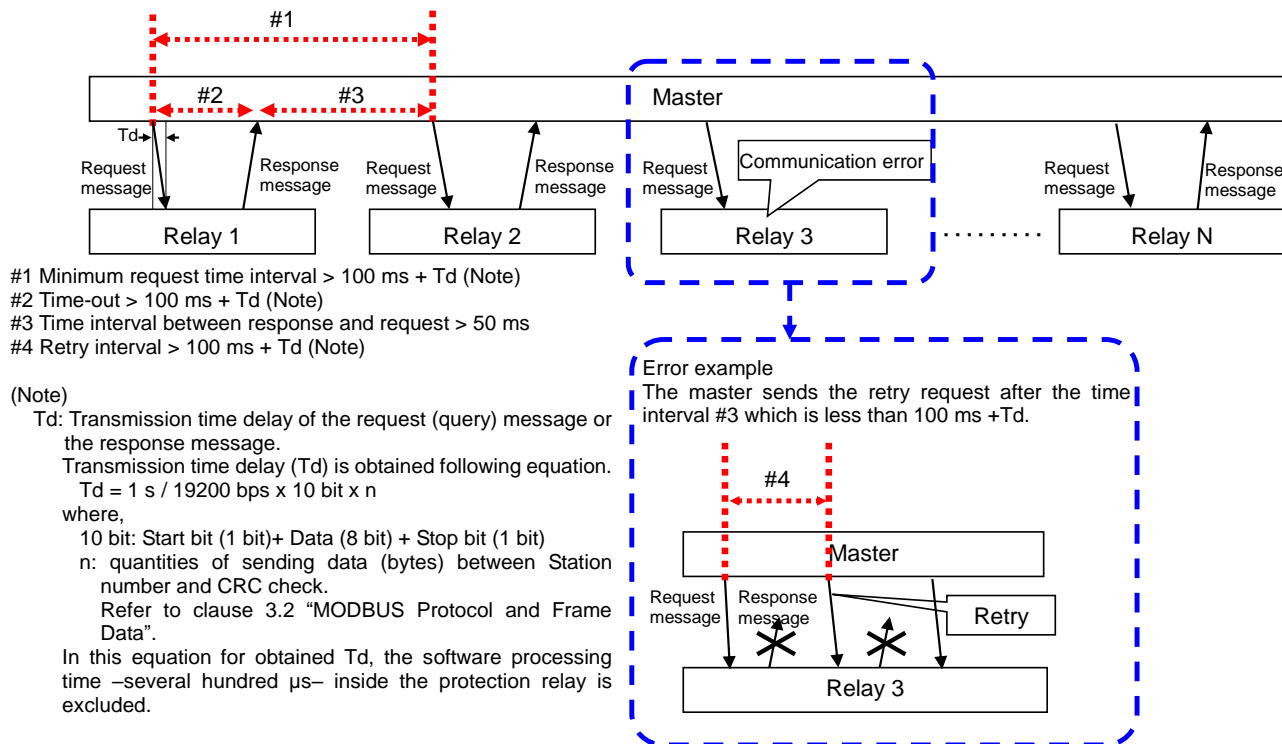 #1
#2
#3
Master
Td
Request
message
Response
message
Request
message
Response
message
Request
message
Communication error
Request
message
Response
message
Relay 1
Relay 2
Relay 3
Relay N
#1 Minimum request time interval > 100 ms + Td (Note)
#2 Time-out > 100 ms + Td (Note)
#3 Time interval between response and request > 50 ms
#4 Retry interval > 100 ms + Td (Note)
(Note)
Td: Transmission time delay of the request (query) message or
the response message.
Transmission time delay (Td) is obtained following equation.
Td = 1 s / 19200 bps x 10 bit x n
where,
10 bit: Start bit (1 bit)+ Data (8 bit) + Stop bit (1 bit)
n: quantities of sending data (bytes) between Station
number and CRC check.
Refer to clause 3.2 “MODBUS Protocol and Frame
Data”.
In this equation for obtained Td, the software processing
time –several hundred µs– inside the protection relay is
excluded.
Error example
The master sends the retry request after the time
interval #3 which is less than 100 ms +Td.
#4
Master
Request
message
Response
message
Retry
Relay 3